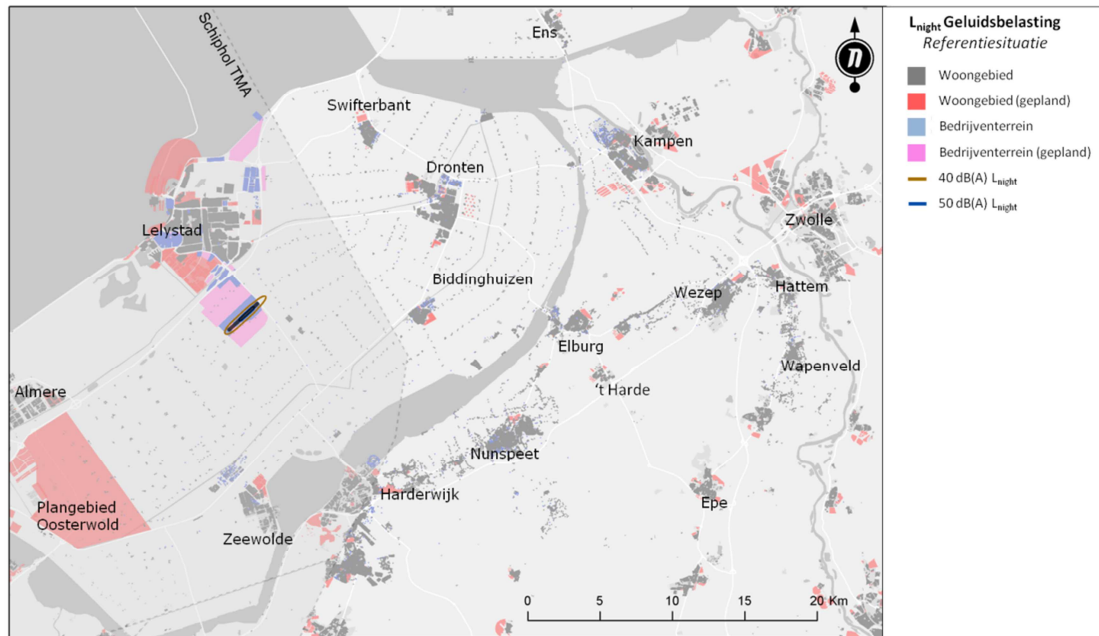 Schiphol TMA
Ens
Swifterbant
Kampen
Dronten
Lelystad
Zwolle
Biddinghuizen
Hattem
Wezep
Elburg
Wapenveld
Almere
't Harde
Nunspeet
Plangebied
Oosterwold
Harderwijk
Epe
Zeewolde
0 5 10 15 20 Km
n
Lnight Geluidsbelasting
Referentiesituatie
Woongebied
Woongebied (gepland)
Bedrijventerrein
Bedrijventerrein (gepland)
40 dB(A) Lnight
50 dB(A) Lnight